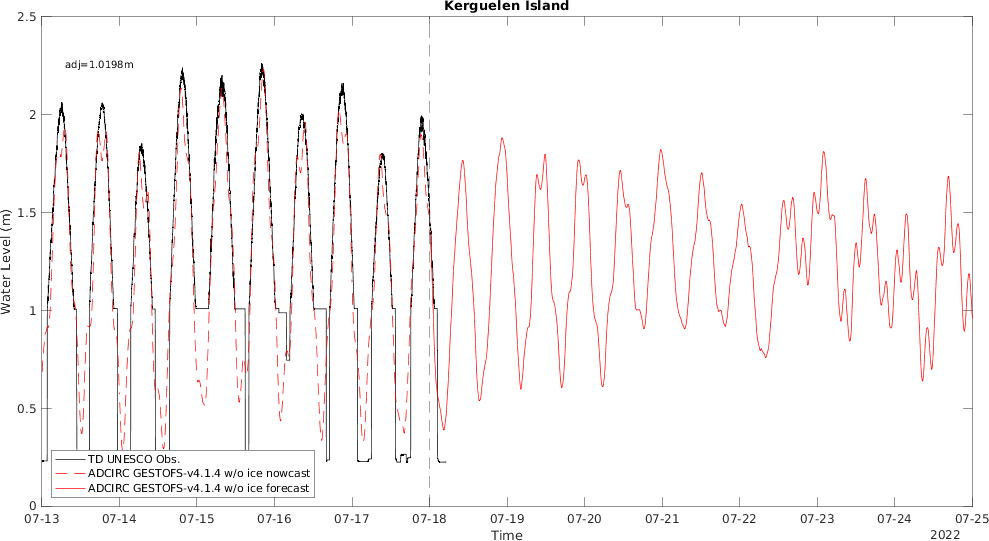 Kerguelen Island
2.5
adj=1.0198m
2
1.5
Water Level (m)
1
0.5
TD UNESCO Obs.
ADCIRC GESTOFS-v4.1.4 w/o ice nowcast
ADCIRC GESTOFS-v4.1.4 w/o ice forecast
0
07-13 07-14 07-15 07-16 07-17 07-18 07-19 07-20 07-21 07-22 07-23 07-24 07-25
Time
2022